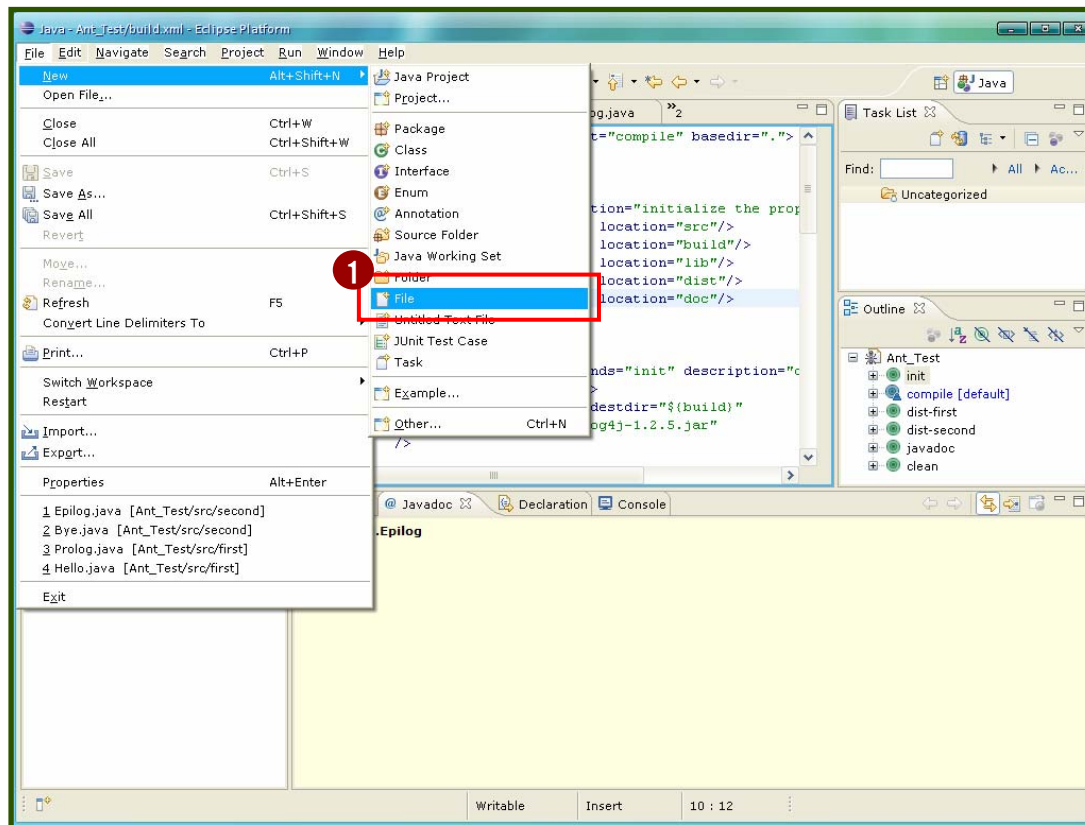 Java - Ant_Test/build.xml - Eclipse Platform
File Edit Navigate Search Project Run Window Help
New Alt+Shift+N
Open File...
Close Ctrl+W
Close All Ctrl+Shift+W
Save Ctrl+S
Save As...
Save All Ctrl+Shift+S
Revert
Move...
Rename...
Refresh F5
Convert Line Delimiters To
Print... Ctrl+P
Switch Workspace
Restart
Import...
Export...
Properties Alt+Enter
1 Epilog.java [Ant_Test/src/second]
2 Bye.java [Ant_Test/src/second]
3 Prolog.java [Ant_Test/src/first]
4 Hello.java [Ant_Test/src/first]
Exit
Java Project
Project...
Package
Class
Interface
Enum
Annotation
Source Folder
Java Working Set
1
Folder
File
Untitled Text File
JUnit Test Case
Task
Example...
Other... Ctrl+N
Java
og.java »2
t="compile" basedir=".">
tion="initialize the prop
location="src"/>
location="build"/>
location="lib"/>
location="dist"/>
location="doc"/>
nds="init" description="c
>
destdir="${build}"
og4j-1.2.5.jar"
/>
Task List
Find: All Ac...
Uncategorized
Outline
Ant_Test
init
compile [default]
dist-first
dist-second
javadoc
clean
@ Javadoc Declaration Console
.Epilog
Writable Insert 10 : 12